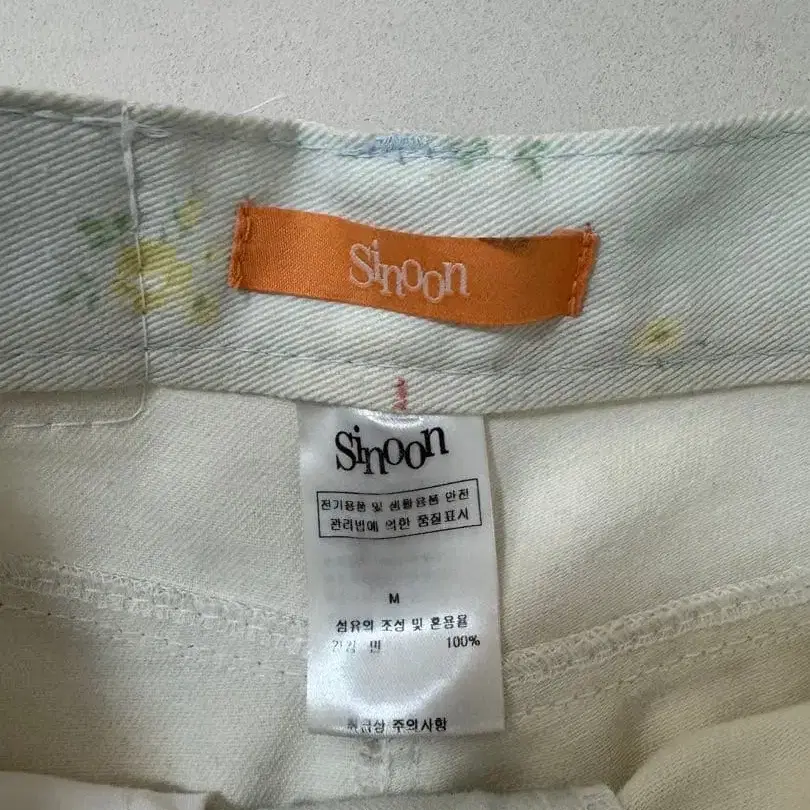 Sinoon
Sinoon
전기용품 및 생활용품 안전
관리법에 의한 품질표시
M
섬유의 조성 및 혼용율
겉감 면 100%
취급상 주의사항